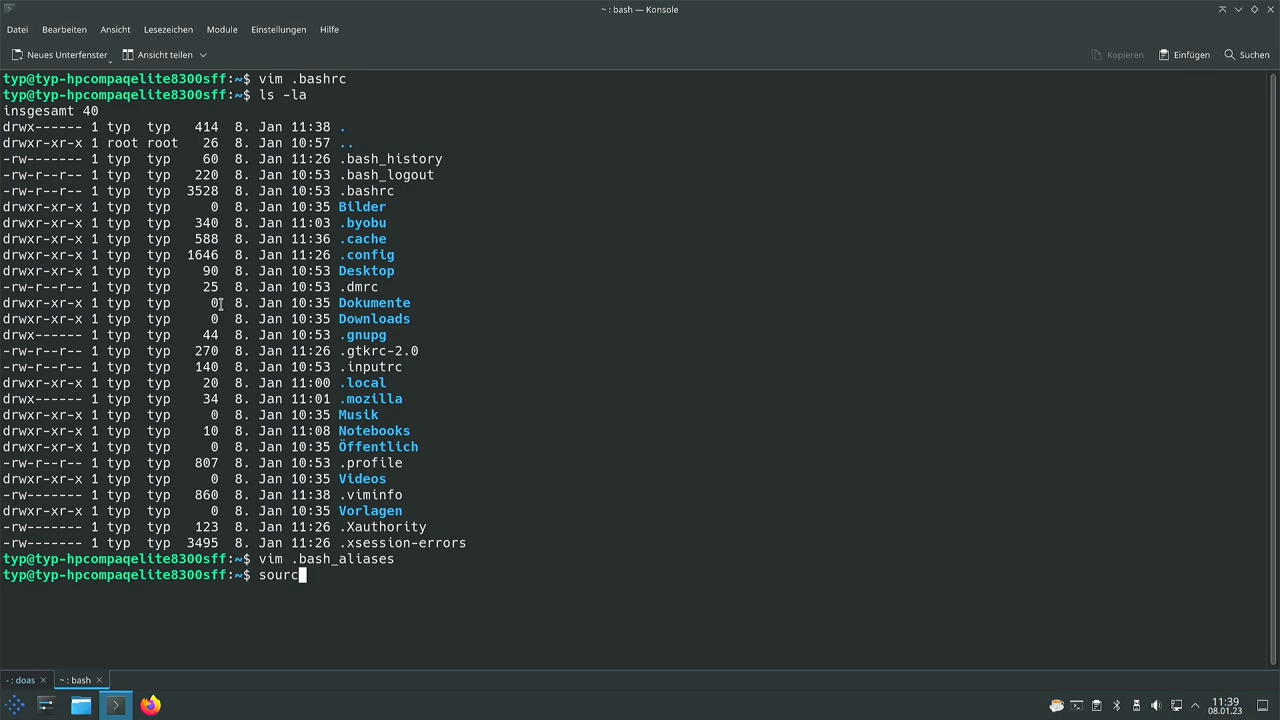 ~ : bash — Konsole
Datei Bearbeiten Ansicht Lesezeichen Module Einstellungen Hilfe
Neues Unterfenster Ansicht teilen Kopieren Einfügen Suchen
typ@typ-hpcompaqelite8300sff:~$ vim .bashrc
typ@typ-hpcompaqelite8300sff:~$ ls -la
insgesamt 40
drwx------ 1 typ  typ   414  8. Jan 11:38 .
drwxr-xr-x 1 root root   26  8. Jan 10:57 ..
-rw------- 1 typ  typ    60  8. Jan 11:26 .bash_history
-rw-r--r-- 1 typ  typ   220  8. Jan 10:53 .bash_logout
-rw-r--r-- 1 typ  typ  3528  8. Jan 10:53 .bashrc
drwxr-xr-x 1 typ  typ     0  8. Jan 10:35 Bilder
drwxr-xr-x 1 typ  typ   340  8. Jan 11:03 .byobu
drwxr-xr-x 1 typ  typ   588  8. Jan 11:36 .cache
drwxr-xr-x 1 typ  typ  1646  8. Jan 11:26 .config
drwxr-xr-x 1 typ  typ    90  8. Jan 10:53 Desktop
-rw-r--r-- 1 typ  typ    25  8. Jan 10:53 .dmrc
drwxr-xr-x 1 typ  typ     0  8. Jan 10:35 Dokumente
drwxr-xr-x 1 typ  typ     0  8. Jan 10:35 Downloads
drwx------ 1 typ  typ    44  8. Jan 10:53 .gnupg
-rw-r--r-- 1 typ  typ   270  8. Jan 11:26 .gtkrc-2.0
-rw-r--r-- 1 typ  typ   140  8. Jan 10:53 .inputrc
drwxr-xr-x 1 typ  typ    20  8. Jan 11:00 .local
drwx------ 1 typ  typ    34  8. Jan 11:01 .mozilla
drwxr-xr-x 1 typ  typ     0  8. Jan 10:35 Musik
drwxr-xr-x 1 typ  typ    10  8. Jan 11:08 Notebooks
drwxr-xr-x 1 typ  typ     0  8. Jan 10:35 Öffentlich
-rw-r--r-- 1 typ  typ   807  8. Jan 10:53 .profile
drwxr-xr-x 1 typ  typ     0  8. Jan 10:35 Videos
-rw------- 1 typ  typ   860  8. Jan 11:38 .viminfo
drwxr-xr-x 1 typ  typ     0  8. Jan 10:35 Vorlagen
-rw------- 1 typ  typ   123  8. Jan 11:26 .Xauthority
-rw------- 1 typ  typ  3495  8. Jan 11:26 .xsession-errors
typ@typ-hpcompaqelite8300sff:~$ vim .bash_aliases
typ@typ-hpcompaqelite8300sff:~$ sourc
- : doas ~ : bash
11:39
08.01.23